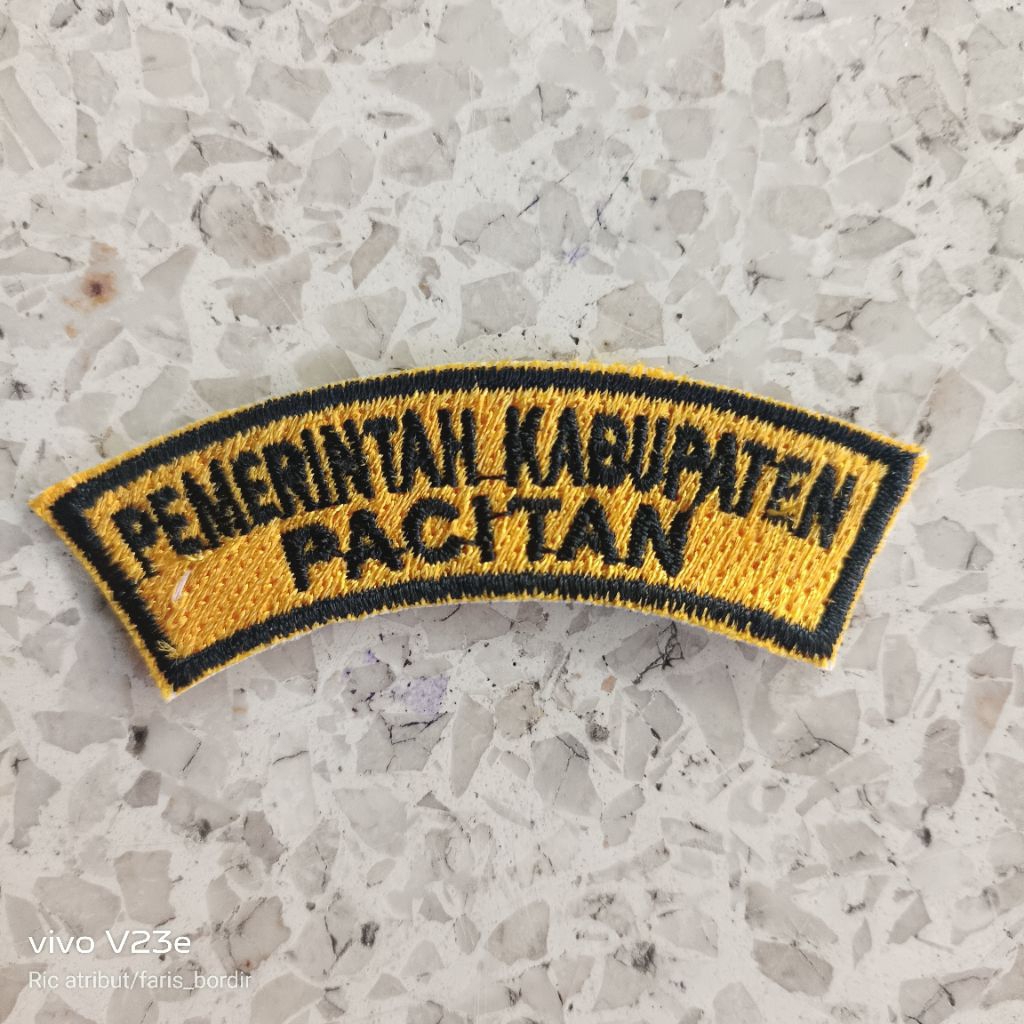 PEMERINTAH KABUPATEN
PACITAN
vivo V23e
Ric atribut/faris_bordir